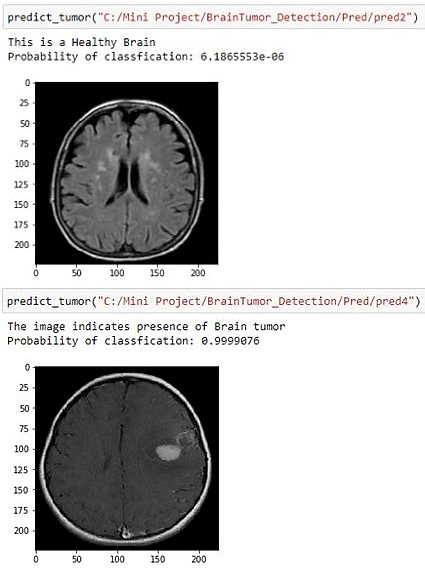 predict_tumor("C:/Mini Project/BrainTumor_Detection/Pred/pred2")
This is a Healthy Brain
Probability of classfication: 6.1865553e-06
0
25
50
75
100
125
150
175
200
0 50 100 150 200
predict_tumor("C:/Mini Project/BrainTumor_Detection/Pred/pred4")
The image indicates presence of Brain tumor
Probability of classfication: 0.9999076
0
25
50
75
100
125
150
175
200
0 50 100 150 200